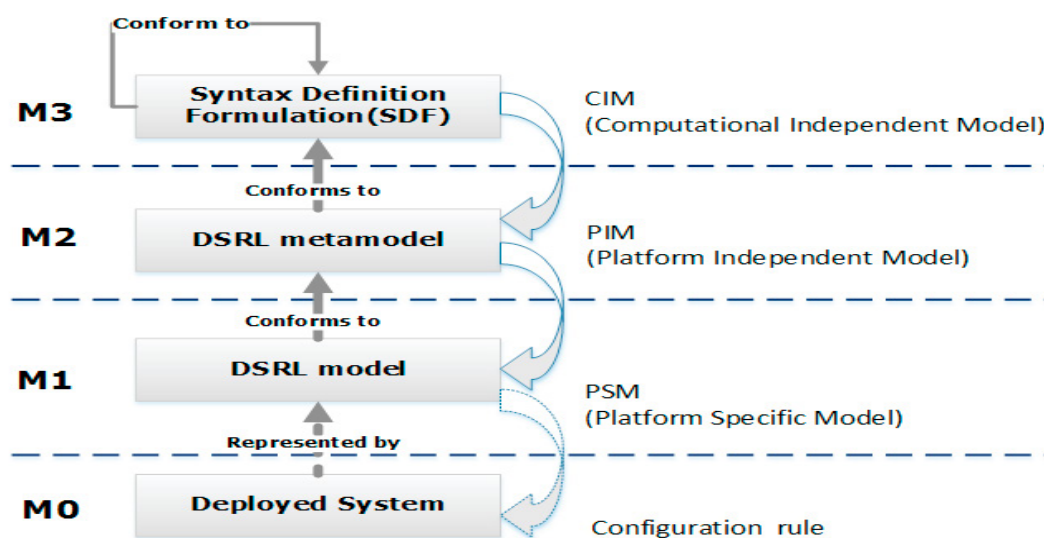 Conform to
M3
Syntax Definition
Formulation(SDF)
CIM
(Computational Independent Model)
Conforms to
M2
DSRL metamodel
PIM
(Platform Independent Model)
Conforms to
M1
DSRL model
PSM
(Platform Specific Model)
Represented by
M0
Deployed System
Configuration rule